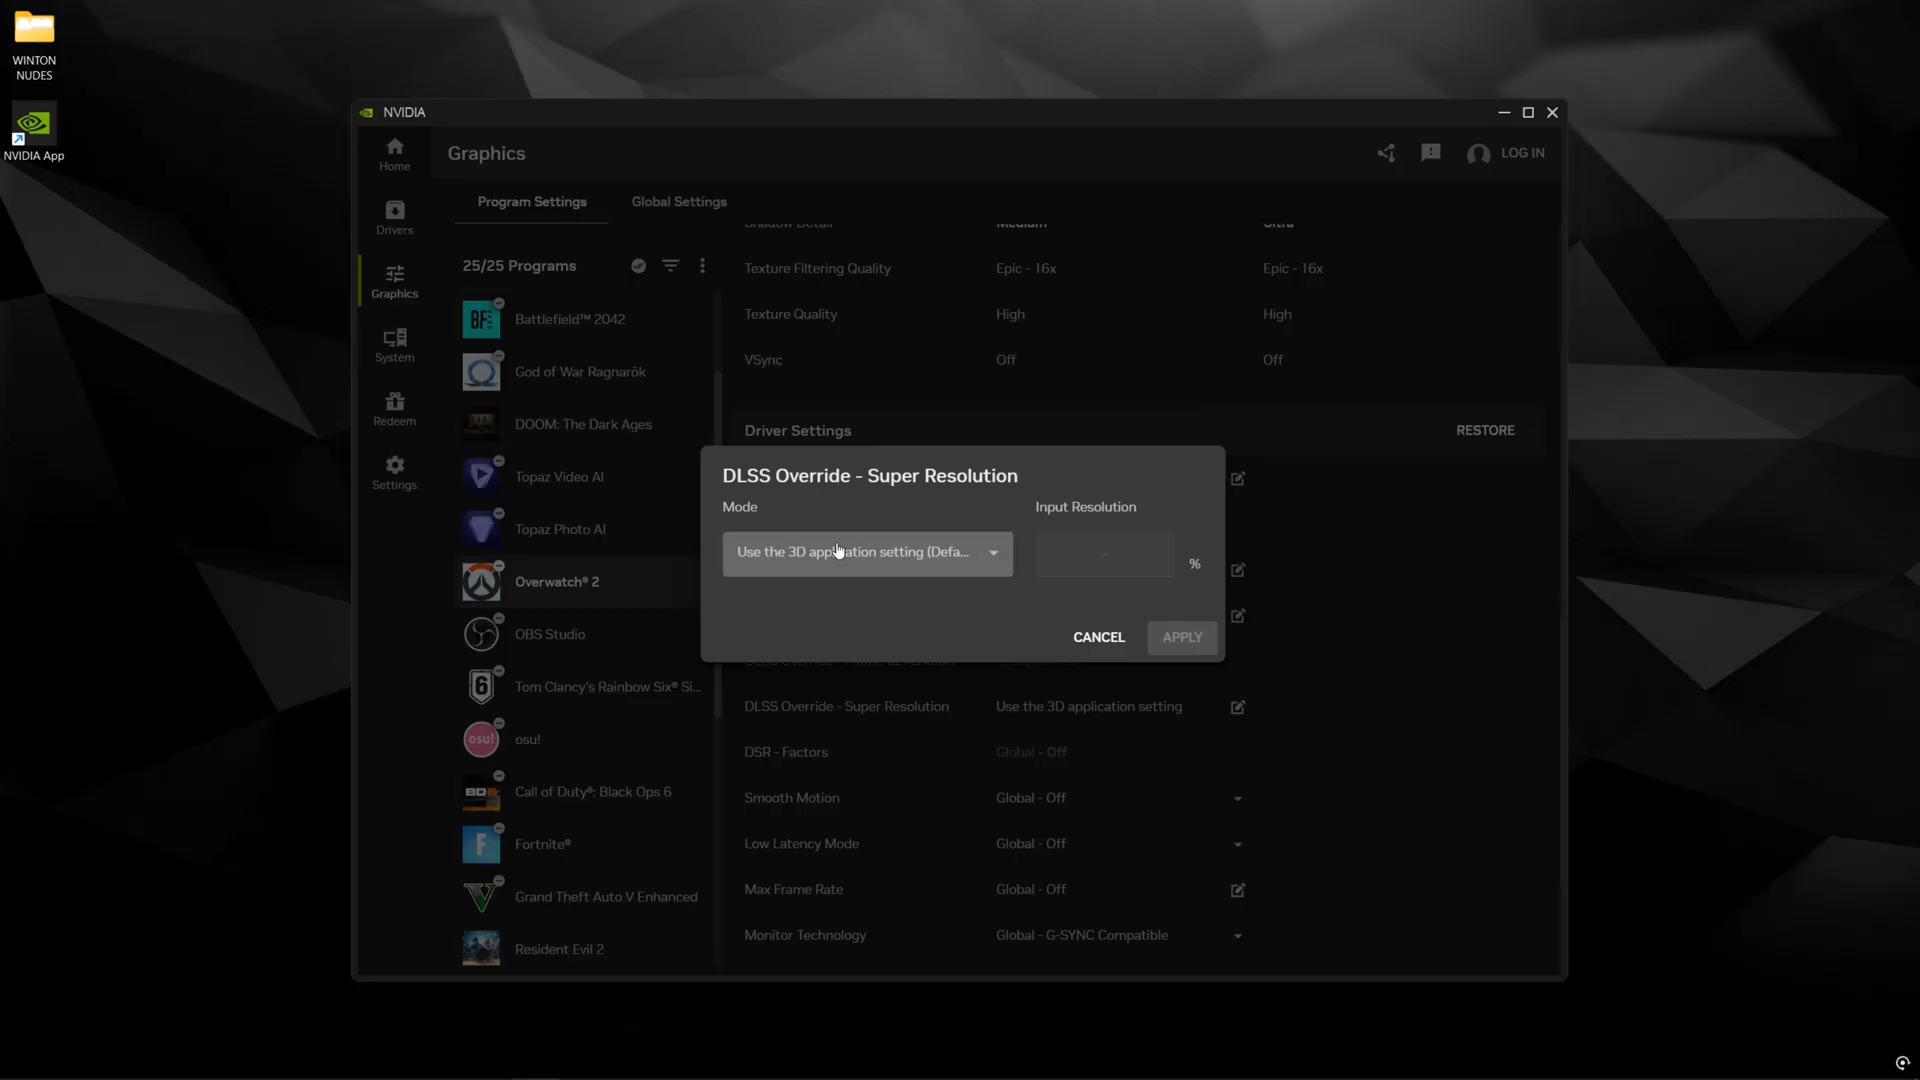 WINTON
NUDES
NVIDIA App
NVIDIA
Home
Drivers
Graphics
System
Redeem
Settings
Graphics
LOG IN
Program Settings
Global Settings
25/25 Programs
Battlefield™ 2042
God of War Ragnarök
DOOM: The Dark Ages
Topaz Video AI
Topaz Photo AI
Overwatch® 2
OBS Studio
Tom Clancy's Rainbow Six® Si...
osu!
osu!
Call of Duty®: Black Ops 6
Fortnite®
Grand Theft Auto V Enhanced
Resident Evil 2
Shadow Detail Medium Ultra
Texture Filtering Quality Epic - 16x Epic - 16x
Texture Quality High High
VSync Off Off
Driver Settings
RESTORE
DLSS Override - Super Resolution
Mode
Input Resolution
Use the 3D application setting (Defa...
- %
CANCEL
APPLY
DLSS Override - Super Resolution Use the 3D application setting
DSR - Factors Global - Off
Smooth Motion Global - Off
Low Latency Mode Global - Off
Max Frame Rate Global - Off
Monitor Technology Global - G-SYNC Compatible